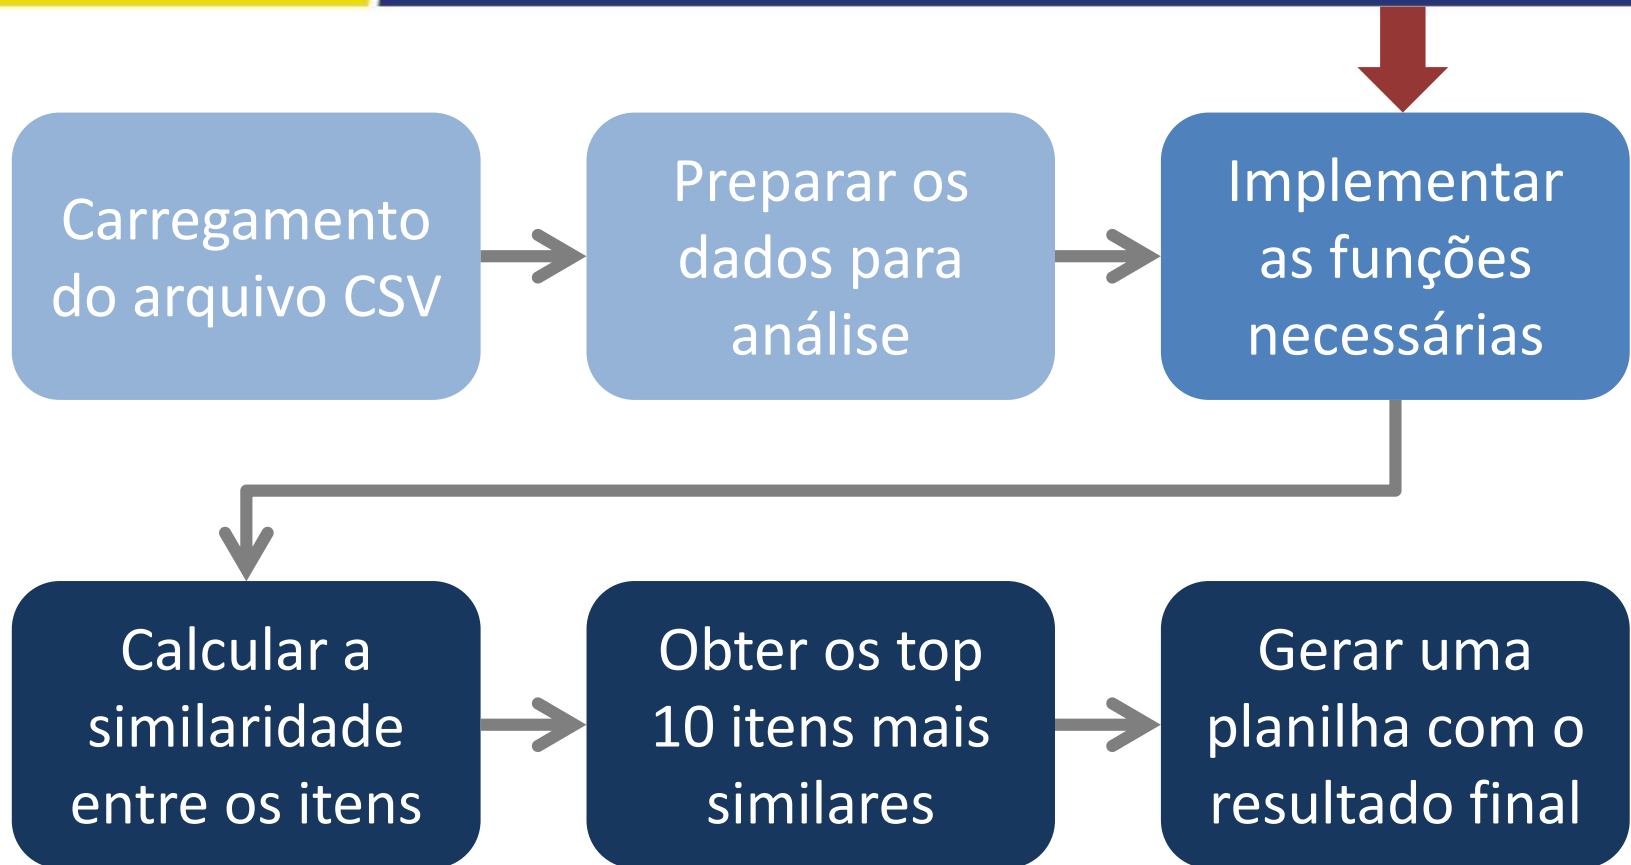 Carregamento
do arquivo CSV
Preparar os
dados para
análise
Implementar
as funções
necessárias
Calcular a
similaridade
entre os itens
Obter os top
10 itens mais
similares
Gerar uma
planilha com o
resultado final